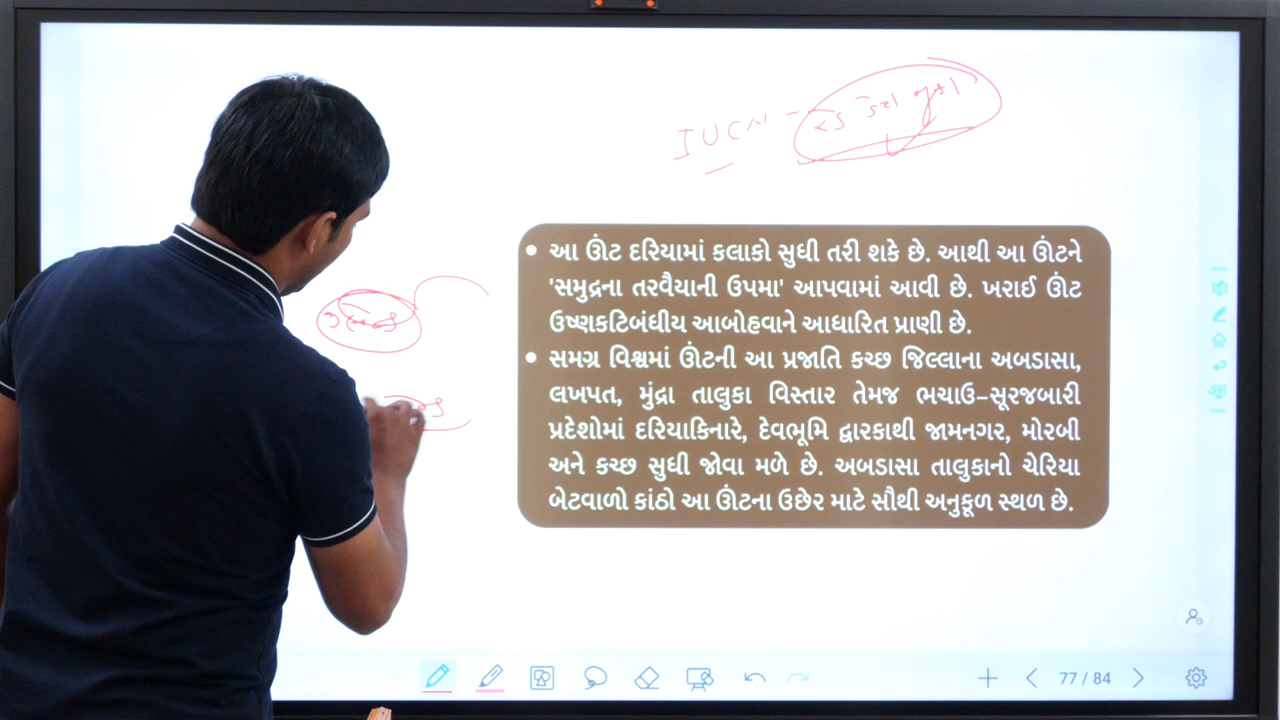 IUCN -
• આ ઊંટ દરિયામાં કલાકો સુધી તરી શકે છે. આથી આ ઊંટને
'સમુદ્રના તરવૈયાની ઉપમા' આપવામાં આવી છે. ખરાઈ ઊંટ
ઉષ્ણકટિબંધીય આબોહવાને આધારિત પ્રાણી છે.
• સમગ્ર વિશ્વમાં ઊંટની આ પ્રજાતિ કચ્છ જિલ્લાના અબડાસા,
લખપત, મુંદ્રા તાલુકા વિસ્તાર તેમજ ભચાઉ–સૂરજબારી
પ્રદેશોમાં દરિયાકિનારે, દેવભૂમિ દ્વારકાથી જામનગર, મોરબી
અને કચ્છ સુધી જોવા મળે છે. અબડાસા તાલુકાનો ચેરિયા
બેટવાળો કાંઠો આ ઊંટના ઉછેર માટે સૌથી અનુકૂળ સ્થળ છે.
77 / 84